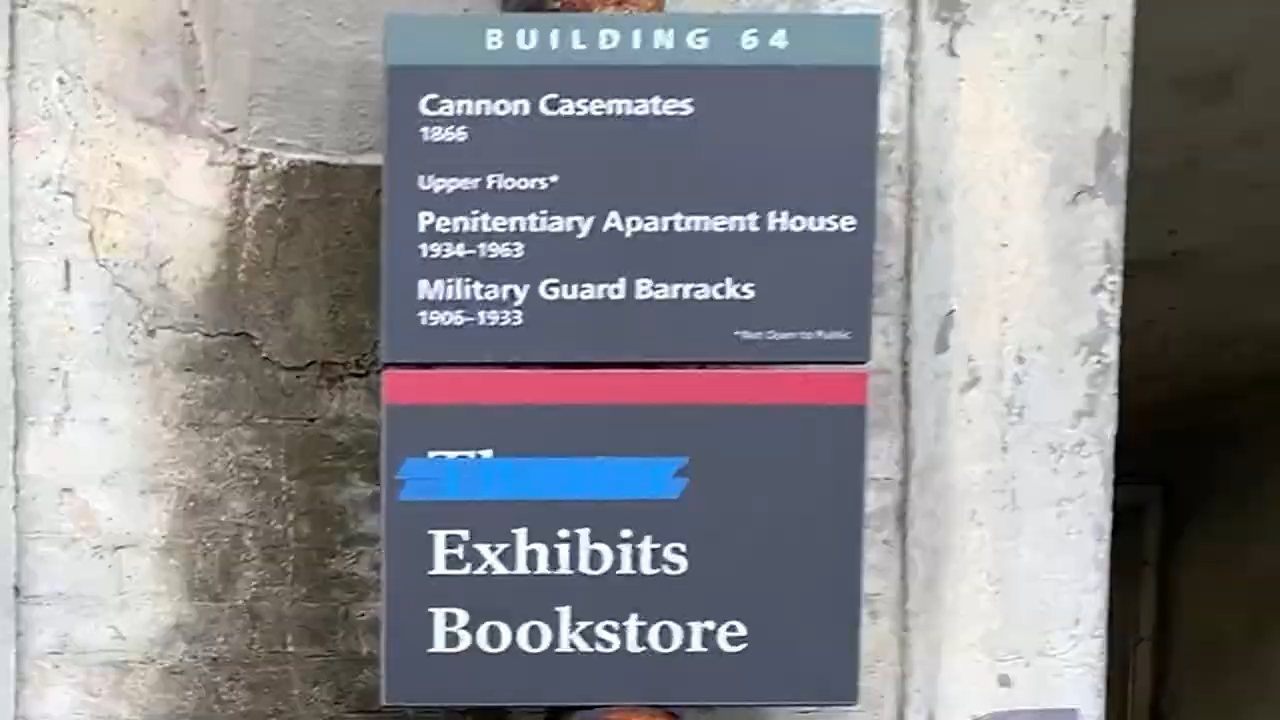 BUILDING 64
Cannon Casemates
1866
Upper Floors*
Penitentiary Apartment House
1934–1963
Military Guard Barracks
1906–1933
*Not Open to Public
Exhibits
Bookstore